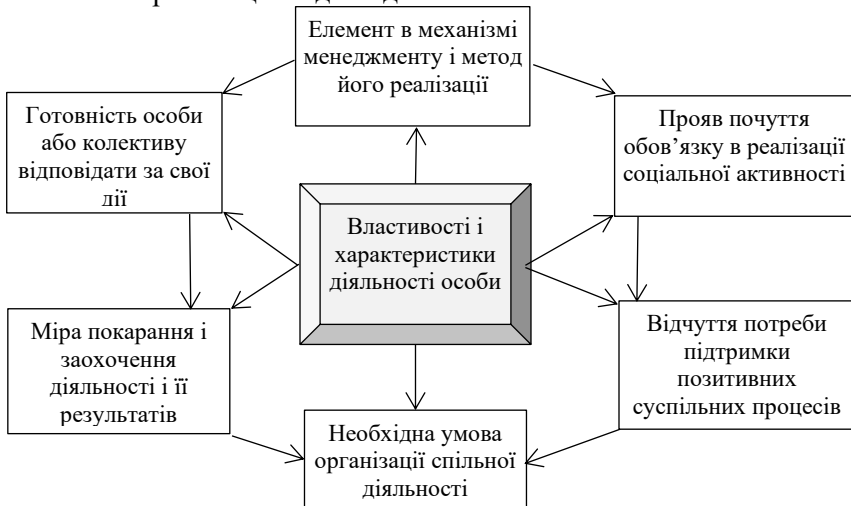 Елемент в механізмі
менеджменту і метод
його реалізації
Готовність особи
або колективу
відповідати за свої
дії
Прояв почуття
обов’язку в реалізації
соціальної активності
Властивості і
характеристики
діяльності особи
Міра покарання і
заохочення
діяльності і її
результатів
Відчуття потреби
підтримки
позитивних
суспільних процесів
Необхідна умова
організації спільної
діяльності